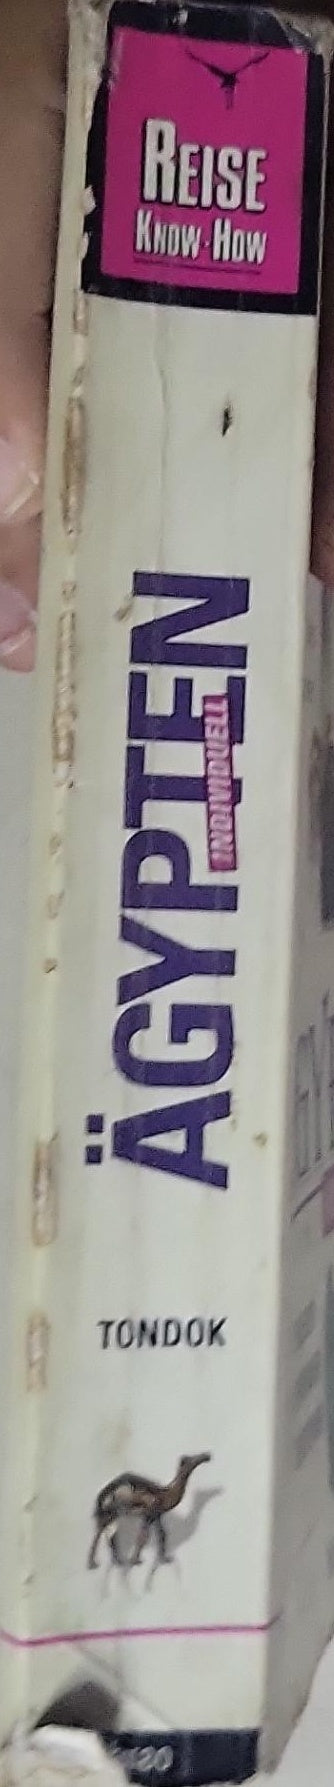 REISE
KNOW-HOW
ÄGYPTEN
INDIVIDUELL
TONDOK